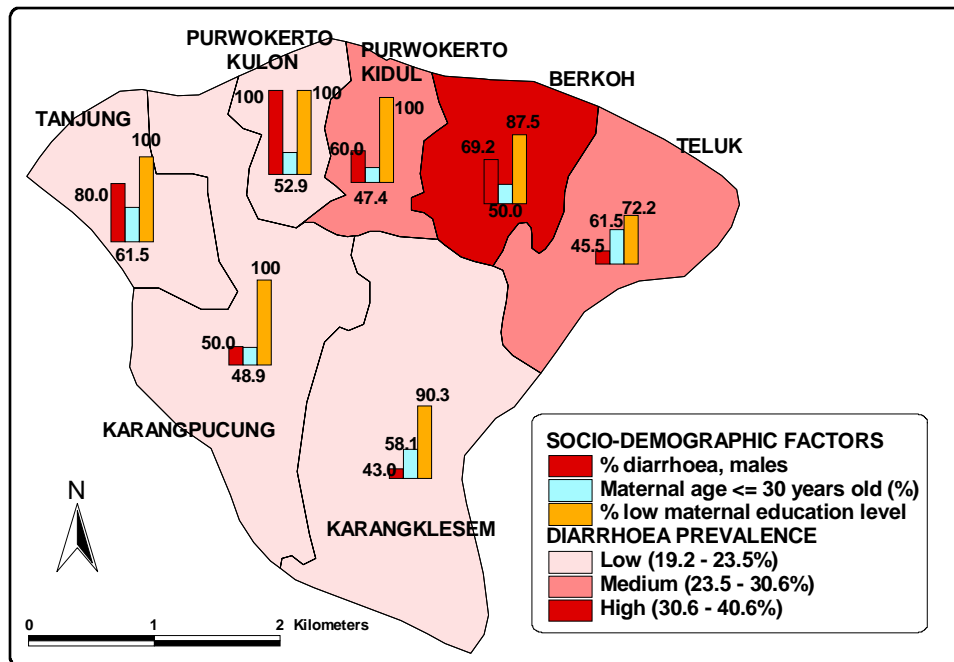 PURWOKERTO
KULON
PURWOKERTO
KIDUL
BERKOH
TANJUNG
TELUK
100
100
52.9
60.0
100
47.4
69.2
87.5
50.0
45.5
61.5
72.2
80.0
100
61.5
50.0
100
48.9
KARANGPUCUNG
43.0
58.1
90.3
KARANGKLESEM
N
0 1 2 Kilometers
SOCIO-DEMOGRAPHIC FACTORS
% diarrhoea, males
Maternal age <= 30 years old (%)
% low maternal education level
DIARRHOEA PREVALENCE
Low (19.2 - 23.5%)
Medium (23.5 - 30.6%)
High (30.6 - 40.6%)